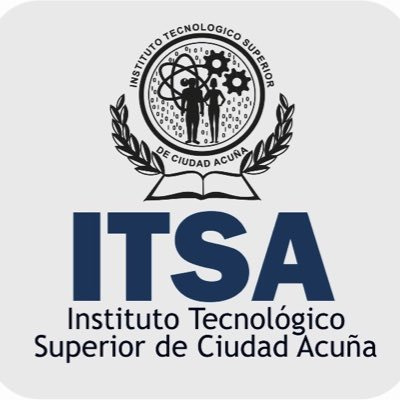 INSTITUTO TECNOLOGICO SUPERIOR
DE CIUDAD ACUÑA
ITSA
Instituto Tecnológico
Superior de Ciudad Acuña